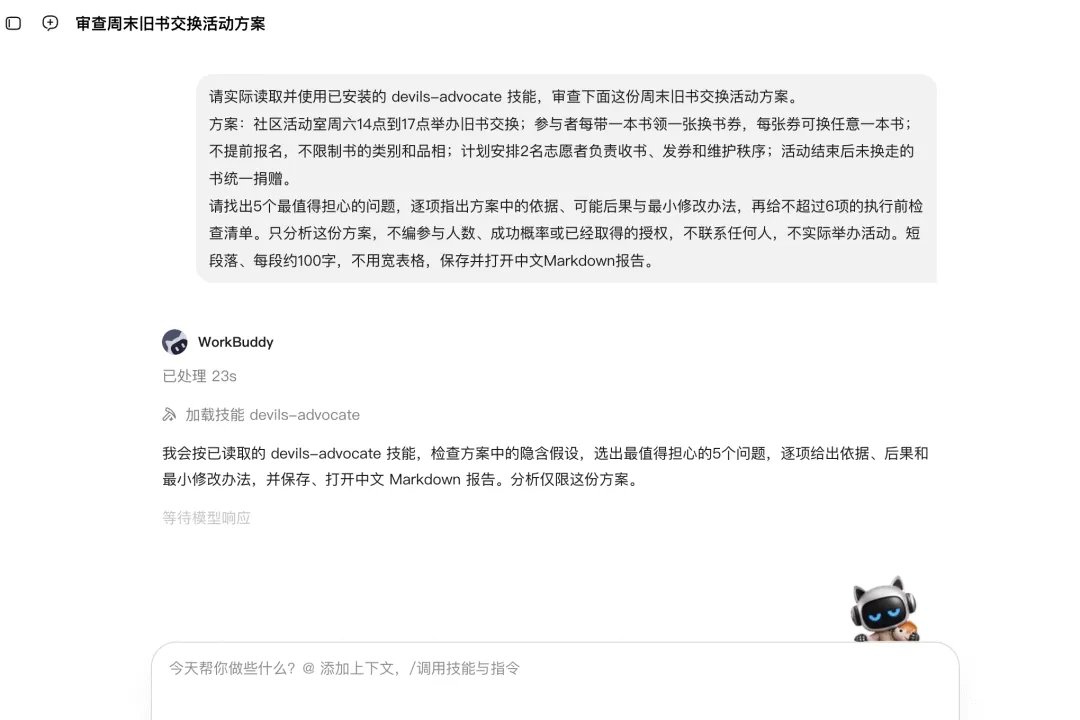 审查周末旧书交换活动方案
请实际读取并使用已安装的 devils-advocate 技能，审查下面这份周末旧书交换活动方案。
方案：社区活动室周六14点到17点举办旧书交换；参与者每带一本书领一张换书券，每张券可换任意一本书；
不提前报名，不限制书的类别和品相；计划安排2名志愿者负责收书、发券和维护秩序；活动结束后未换走的
书统一捐赠。
请找出5个最值得担心的问题，逐项指出方案中的依据、可能后果与最小修改办法，再给不超过6项的执行前检
查清单。只分析这份方案，不编参与人数、成功概率或已经取得的授权，不联系任何人，不实际举办活动。短
段落、每段约100字，不用宽表格，保存并打开中文Markdown报告。
WorkBuddy
已处理 23s
加载技能 devils-advocate
我会按已读取的 devils-advocate 技能，检查方案中的隐含假设，选出最值得担心的5个问题，逐项给出依据、后果和
最小修改办法，并保存、打开中文 Markdown 报告。分析仅限这份方案。
等待模型响应
今天帮你做些什么？@ 添加上下文，/调用技能与指令